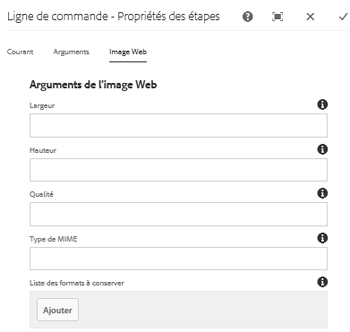 Ligne de commande - Propriétés des étapes
Courant Arguments Image Web
Arguments de l'image Web
Largeur
Hauteur
Qualité
Type de MIME
Liste des formats à conserver
Ajouter